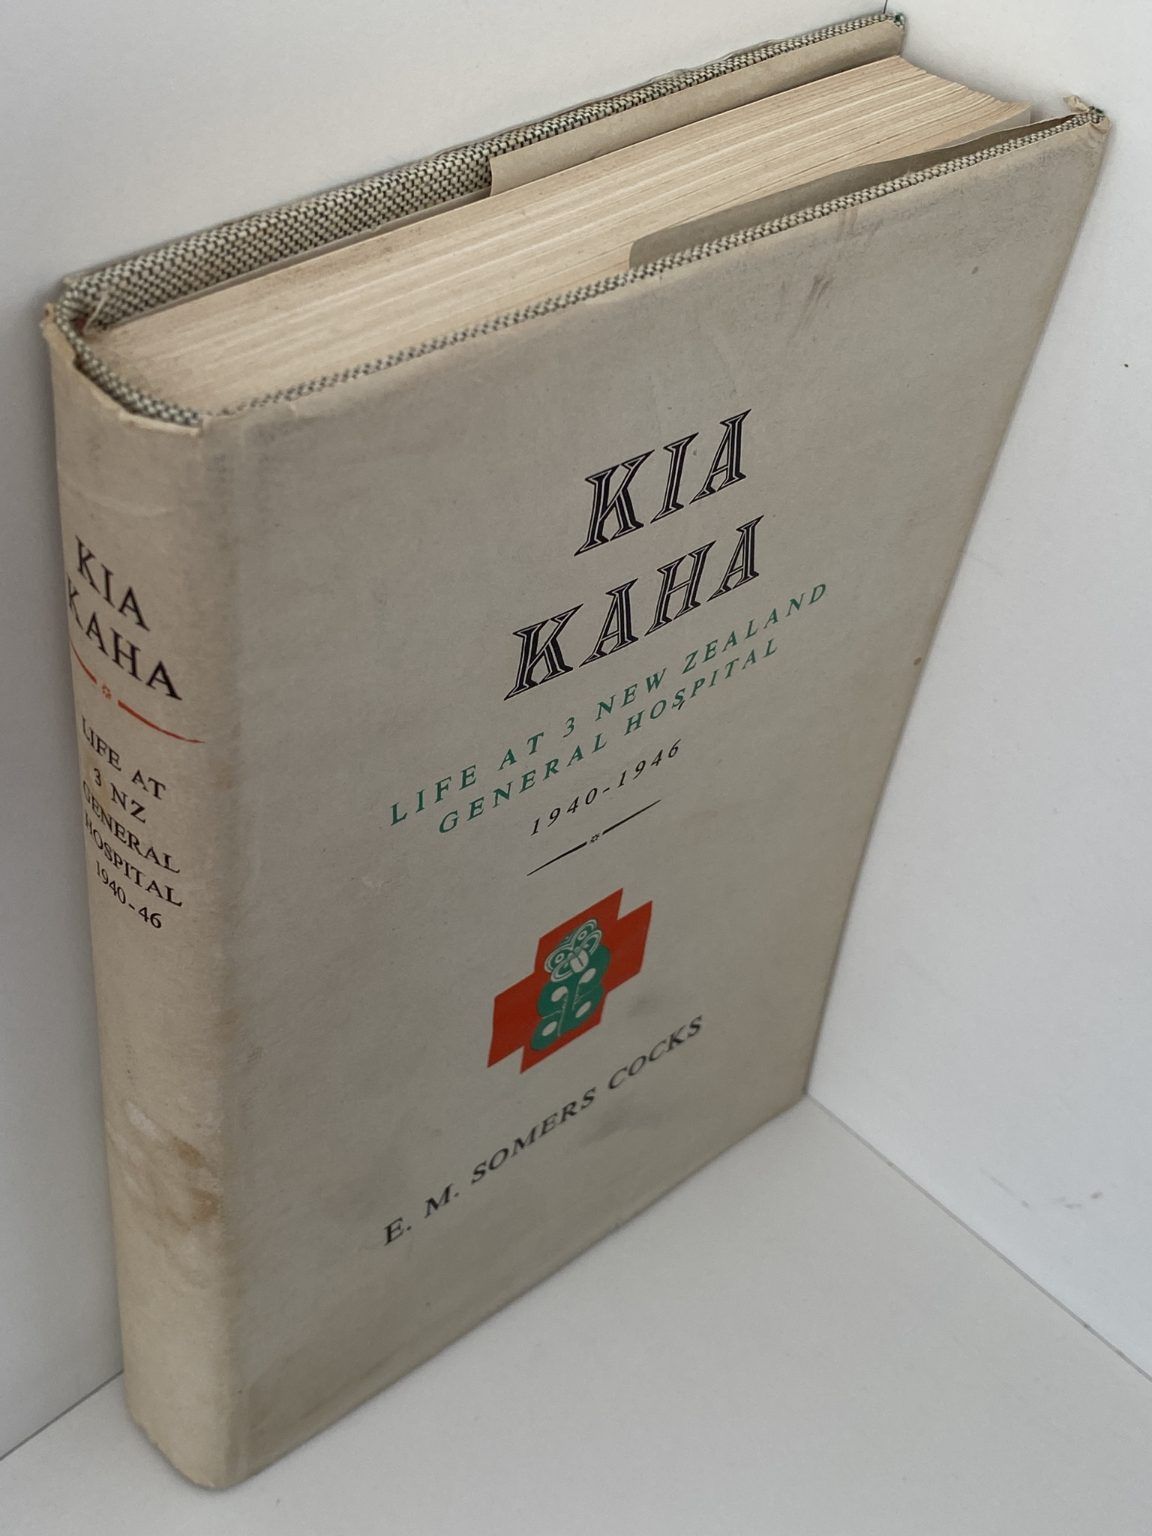 KIA
KAHA
LIFE AT 3 NEW ZEALAND
GENERAL HOSPITAL
1940-1946
E. M. SOMERS COCKS
KIA
KAHA
LIFE AT
3 NZ
GENERAL
HOSPITAL
1940-46